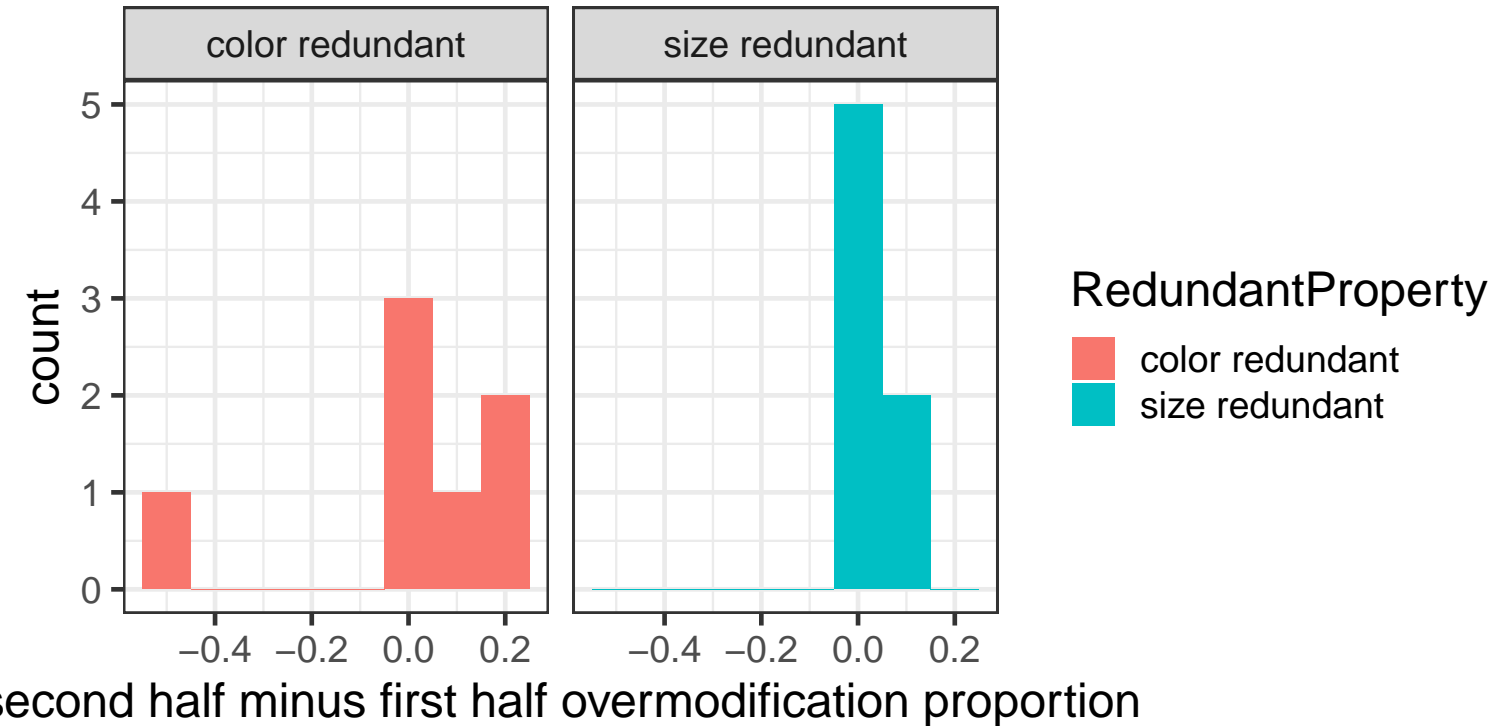 color redundant
size redundant
5
4
3
2
1
0
count
−0.4 −0.2 0.0 0.2
−0.4 −0.2 0.0 0.2
second half minus first half overmodification proportion
RedundantProperty
color redundant
size redundant